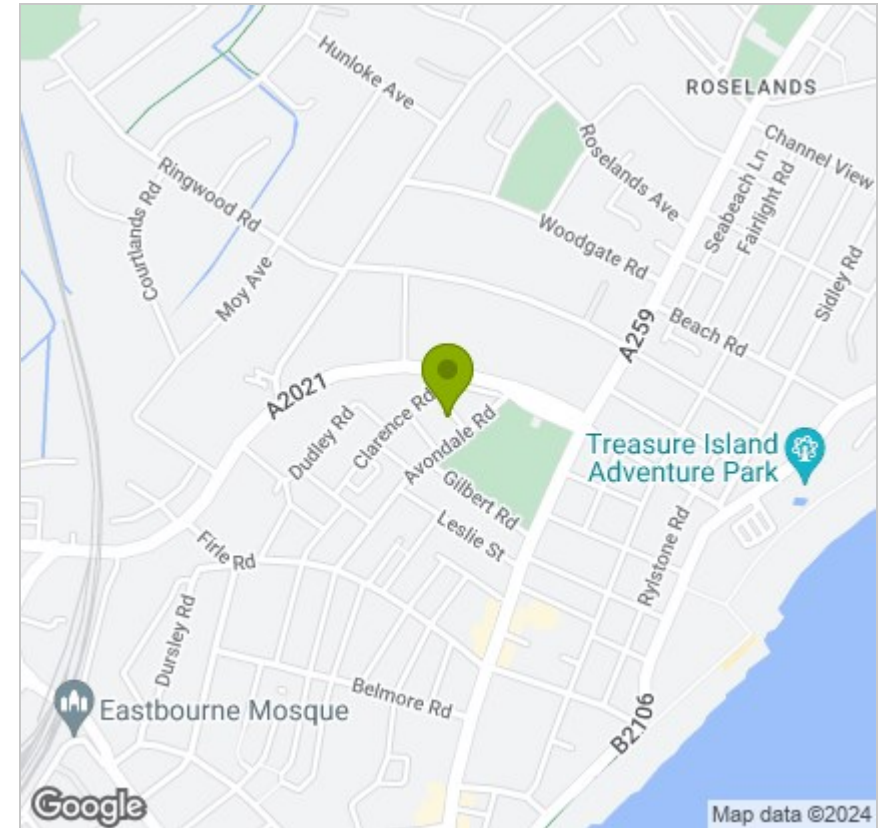 Hunloke Ave
ROSELANDS
Channel View
Roselands Ave
Seabeach Ln
Fairlight Rd
Ringwood Rd
Courtlands Rd
Woodgate Rd
Sidley Rd
Moy Ave
A259
Beach Rd
A2021
Clarence Rd
Dudley Rd
Avondale Rd
Treasure Island
Adventure Park
Gilbert Rd
Leslie St
Firle Rd
Rylstone Rd
Dursley Rd
Belmore Rd
Eastbourne Mosque
B2106
Google
Map data ©2024